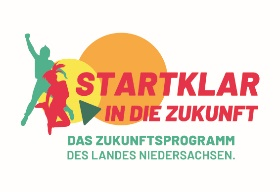 STARTKLAR
IN DIE ZUKUNFT
DAS ZUKUNFTSPROGRAMM
DES LANDES NIEDERSACHSEN.